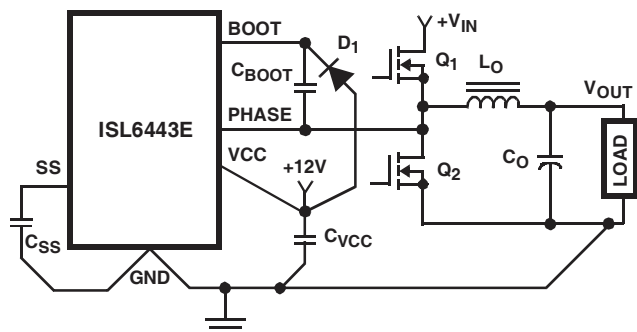 +VIN
BOOT
D1
Q1
LO
CBOOT
VOUT
PHASE
ISL6443E
VCC
+12V
SS
Q2
CO
LOAD
CVCC
CSS
GND